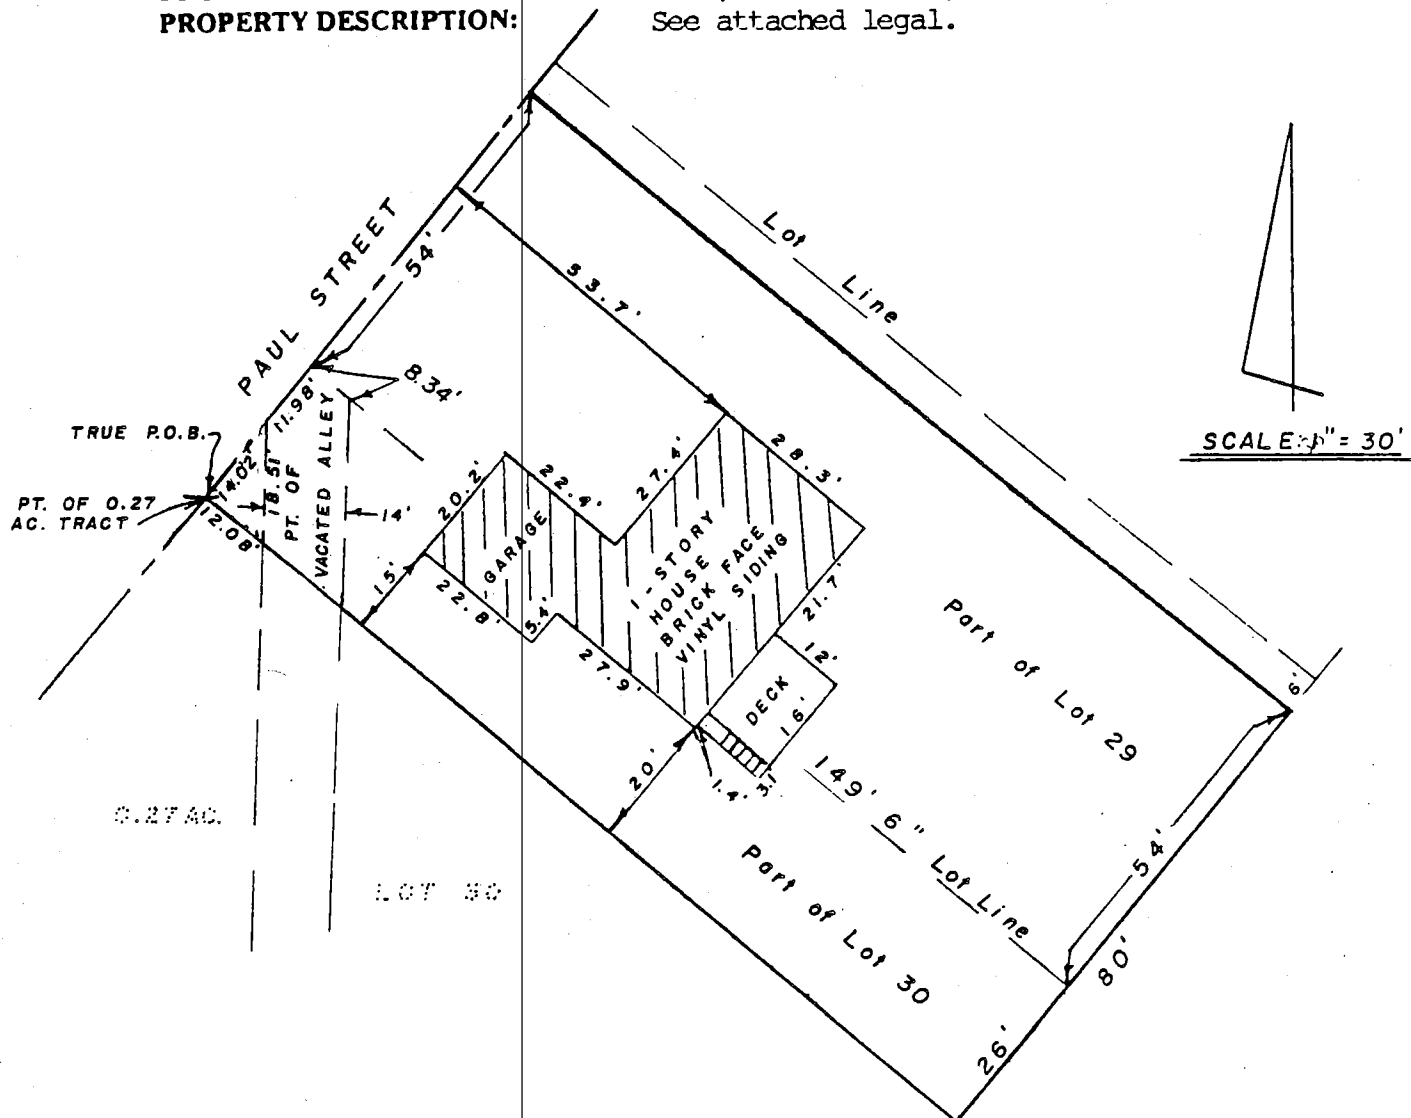 PROPERTY DESCRIPTION: See attached legal.
Lot Line
PAUL STREET
54'
53.7'
8.34'
11.98'
TRUE P.O.B.
14.02'
18.51'
PT. OF
VACATED ALLEY
14'
PT. OF 0.27
AC. TRACT
12.08'
SCALE: 1" = 30'
20.2'
22.4'
27.4'
28.3'
GARAGE
15'
22.8'
5.4'
27.9'
1-STORY
HOUSE
BRICK FACE
VINYL SIDING
21.7'
12'
DECK
16'
20'
1.4'
3.1'
Part of Lot 29
6'
149' 6" Lot Line
54'
80'
Part of Lot 30
26'
0.27 AC.
LOT 30